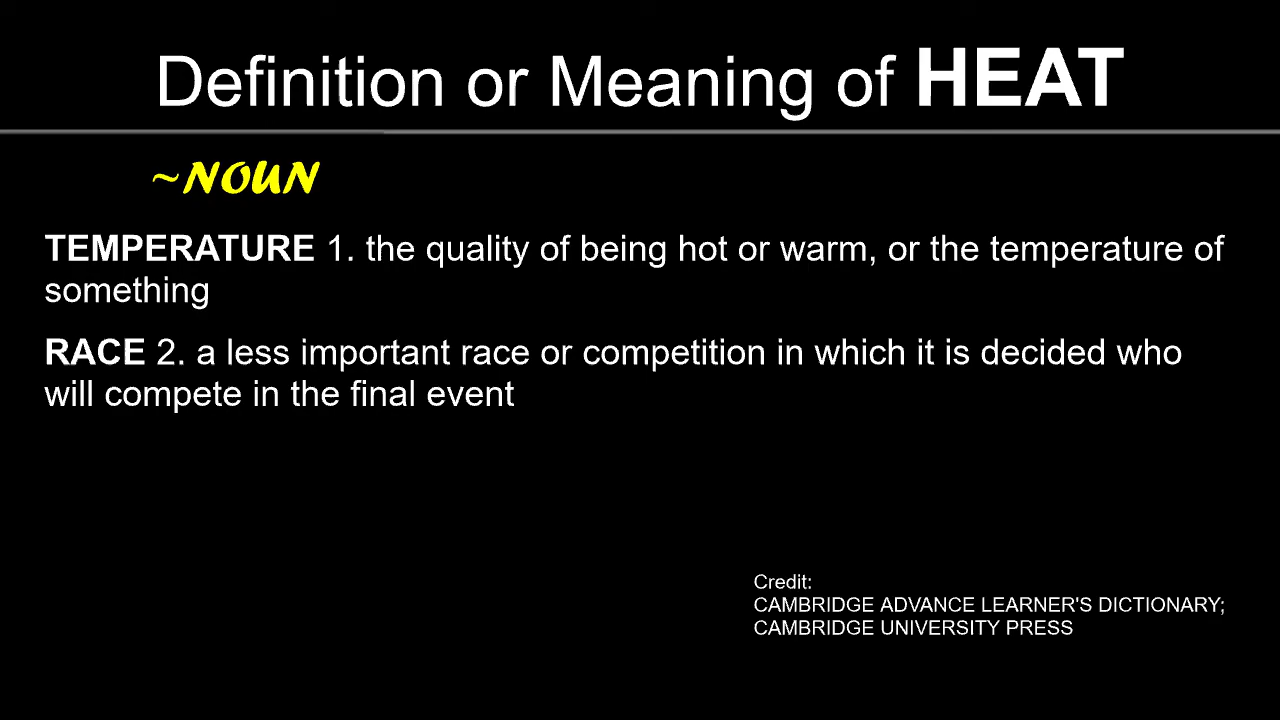 Definition or Meaning of HEAT
~NOUN
TEMPERATURE 1. the quality of being hot or warm, or the temperature of
something
RACE 2. a less important race or competition in which it is decided who
will compete in the final event
Credit:
CAMBRIDGE ADVANCE LEARNER'S DICTIONARY;
CAMBRIDGE UNIVERSITY PRESS